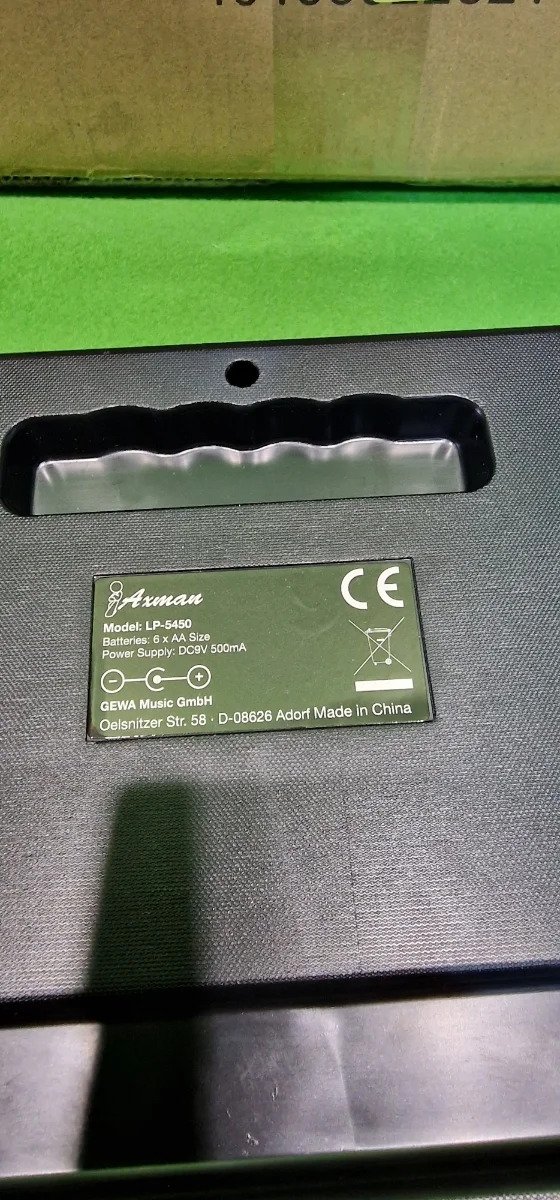 Axman
CE
Model: LP-5450
Batteries: 6 x AA Size
Power Supply: DC9V 500mA
GEWA Music GmbH
Oelsnitzer Str. 58 · D-08626 Adorf Made in China